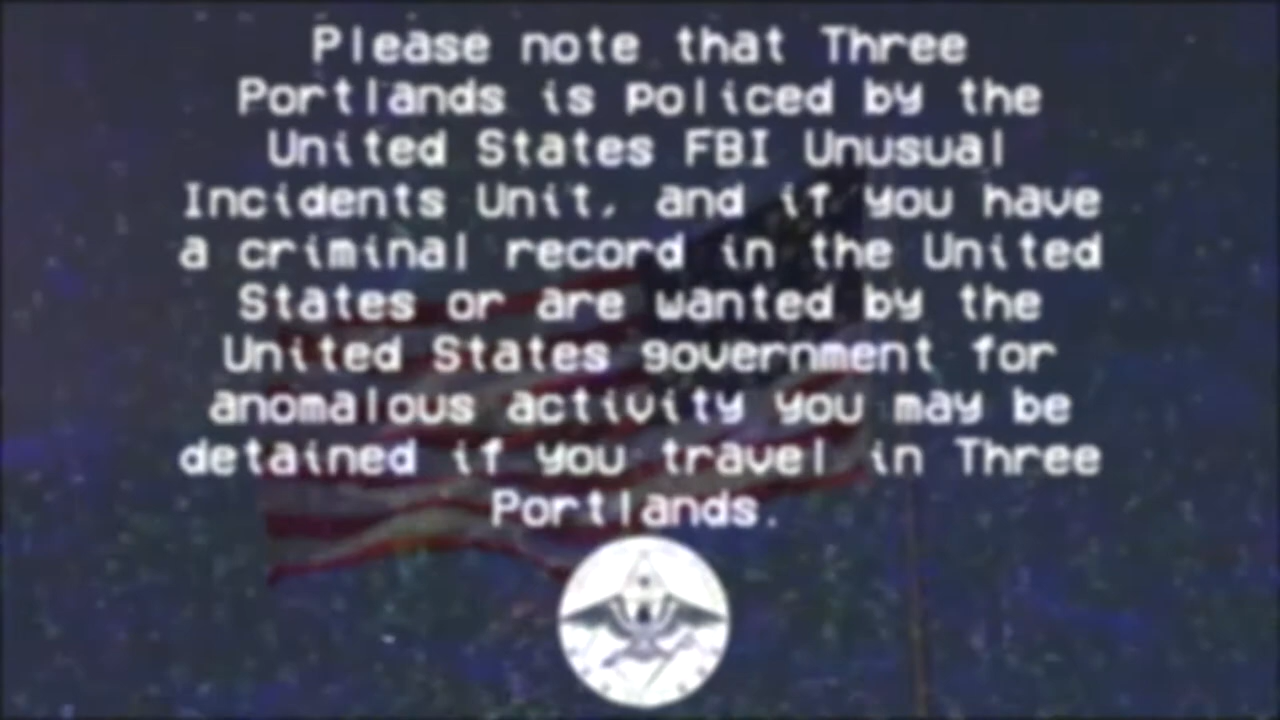 Please note that Three
Portlands is policed by the
United States FBI Unusual
Incidents Unit, and if you have
a criminal record in the United
States or are wanted by the
United States government for
anomalous activity you may be
detained if you travel in Three
Portlands.